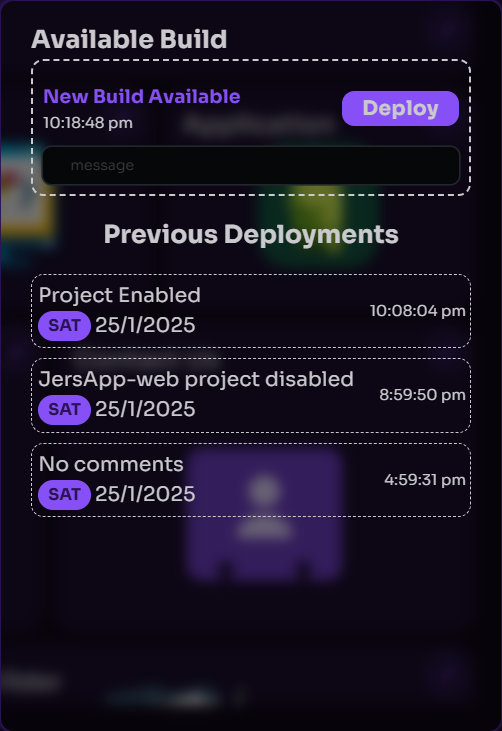 Available Build
New Build Available
10:18:48 pm
Deploy
message
Previous Deployments
Project Enabled
SAT 25/1/2025
10:08:04 pm
JersApp-web project disabled
SAT 25/1/2025
8:59:50 pm
No comments
SAT 25/1/2025
4:59:31 pm